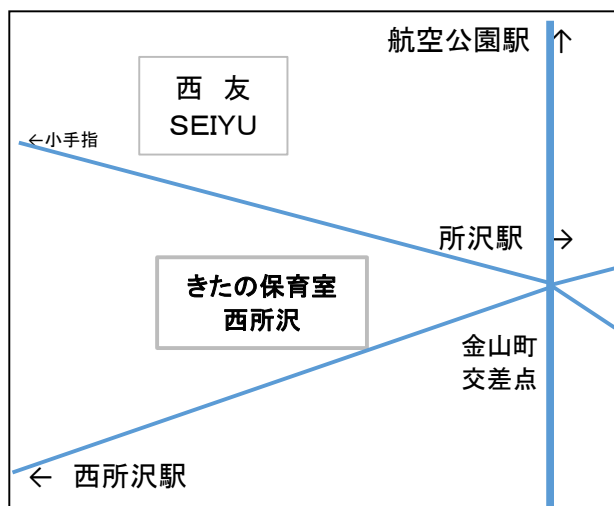 航空公園駅 ↑
西 友
SEIYU
←小手指
所沢駅 →
きたの保育室
西所沢
金山町
交差点
← 西所沢駅